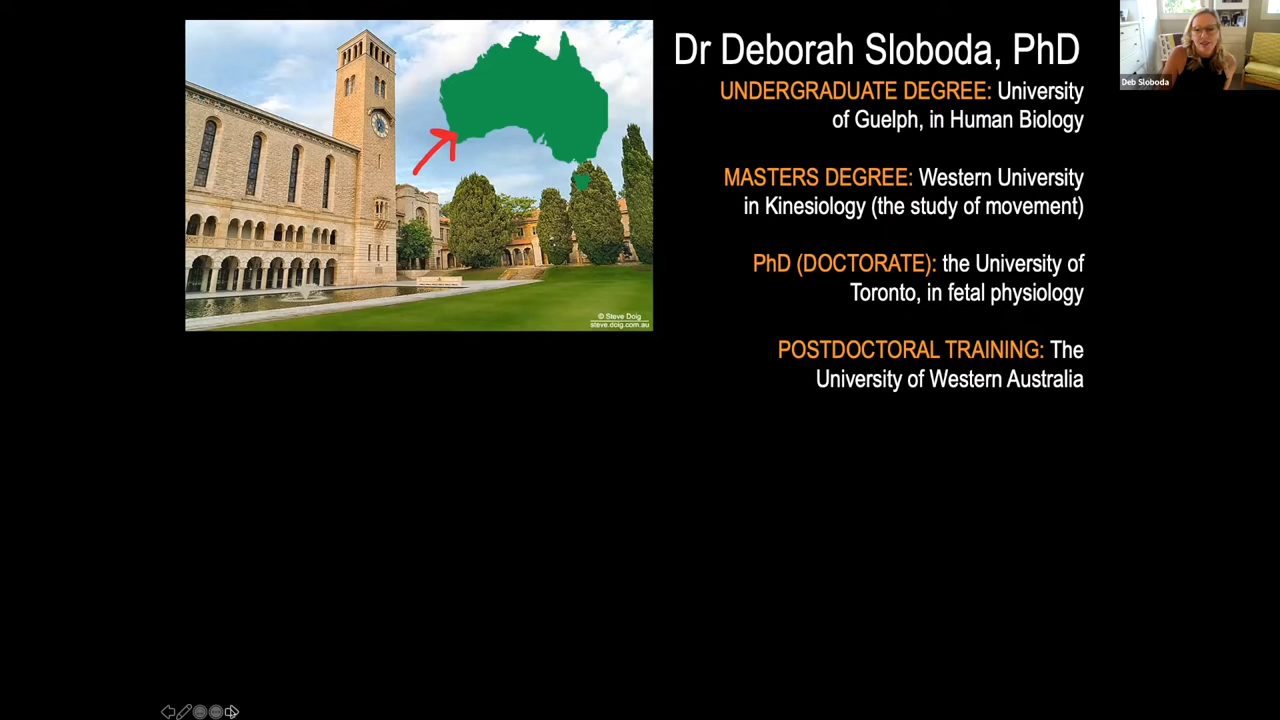 Dr Deborah Sloboda, PhD
UNDERGRADUATE DEGREE: University
of Guelph, in Human Biology
MASTERS DEGREE: Western University
in Kinesiology (the study of movement)
PhD (DOCTORATE): the University of
Toronto, in fetal physiology
POSTDOCTORAL TRAINING: The
University of Western Australia
© Steve Doig
steve.doig.com.au
Deb Sloboda